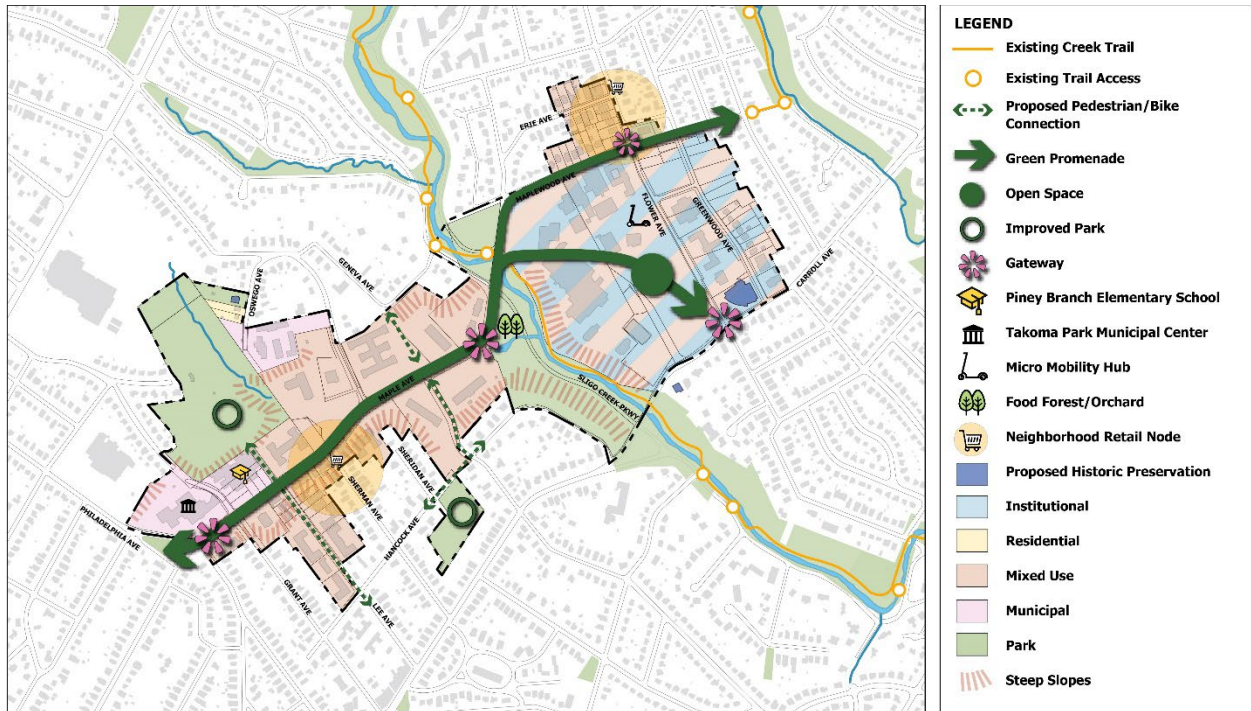 ERIE AVE
MAPLEWOOD AVE
FLOWER AVE
GREENWOOD AVE
CARROLL AVE
GENEVA AVE
OSWEGO AVE
MAPLE AVE
SLIGO CREEK PKWY
SHERIDAN AVE
SHERMAN AVE
HANCOCK AVE
PHILADELPHIA AVE
GRANT AVE
LEE AVE
LEGEND
Existing Creek Trail
Existing Trail Access
Proposed Pedestrian/Bike
Connection
Green Promenade
Open Space
Improved Park
Gateway
Piney Branch Elementary School
Takoma Park Municipal Center
Micro Mobility Hub
Food Forest/Orchard
Neighborhood Retail Node
Proposed Historic Preservation
Institutional
Residential
Mixed Use
Municipal
Park
Steep Slopes